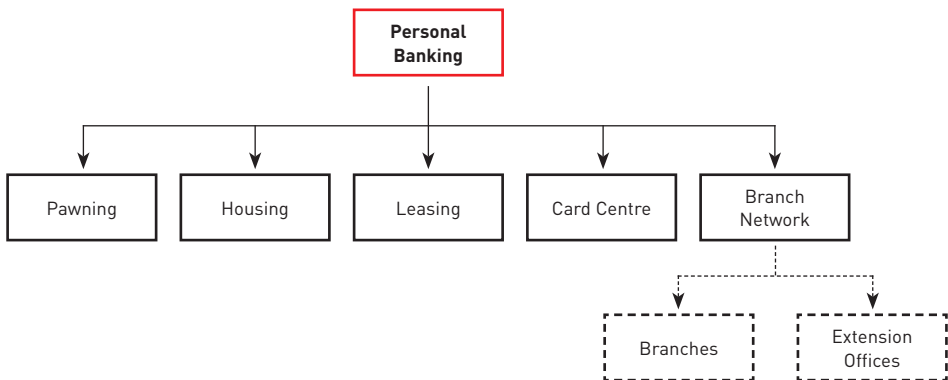 Personal
Banking
Pawning
Housing
Leasing
Card Centre
Branch
Network
Branches
Extension
Offices